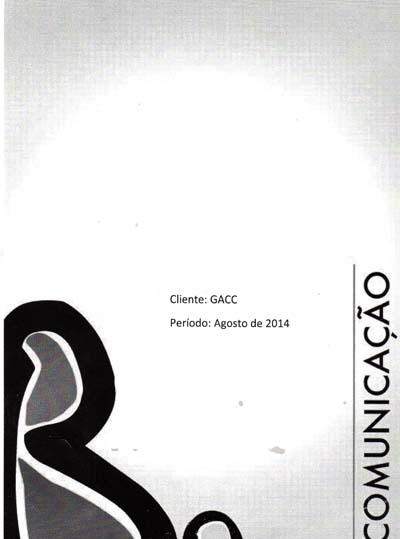 Cliente: GACC
Período: Agosto de 2014
COMUNICAÇÃO